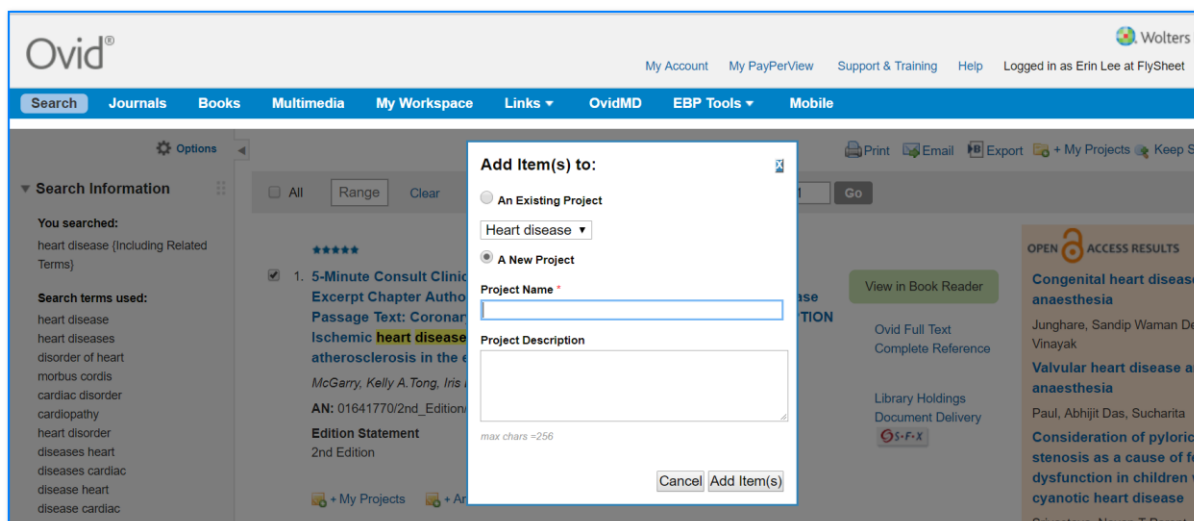 Ovid®
Wolters
My Account My PayPerView Support & Training Help Logged in as Erin Lee at FlySheet
Search Journals Books Multimedia My Workspace Links ▾ OvidMD EBP Tools ▾ Mobile
Options
Print Email Export + My Projects Keep S
Search Information
All Range Clear
1 Go
You searched:
heart disease {Including Related
Terms}
Search terms used:
heart disease
heart diseases
disorder of heart
morbus cordis
cardiac disorder
cardiopathy
heart disorder
diseases heart
diseases cardiac
disease heart
disease cardiac
★★★★★
1. 5-Minute Consult Clinic
Excerpt Chapter Autho
Passage Text: Coronar
Ischemic heart disease
atherosclerosis in the e
McGarry, Kelly A.Tong, Iris
AN: 01641770/2nd_Edition/
Edition Statement
2nd Edition
+ My Projects + An
Add Item(s) to:
x
An Existing Project
Heart disease ▾
A New Project
Project Name *
Project Description
max chars =256
Cancel Add Item(s)
ase
TION
View in Book Reader
Ovid Full Text
Complete Reference
Library Holdings
Document Delivery
S·F·X
OPEN ACCESS RESULTS
Congenital heart disease
anaesthesia
Junghare, Sandip Waman De
Vinayak
Valvular heart disease a
anaesthesia
Paul, Abhijit Das, Sucharita
Consideration of pyloric
stenosis as a cause of fe
dysfunction in children w
cyanotic heart disease